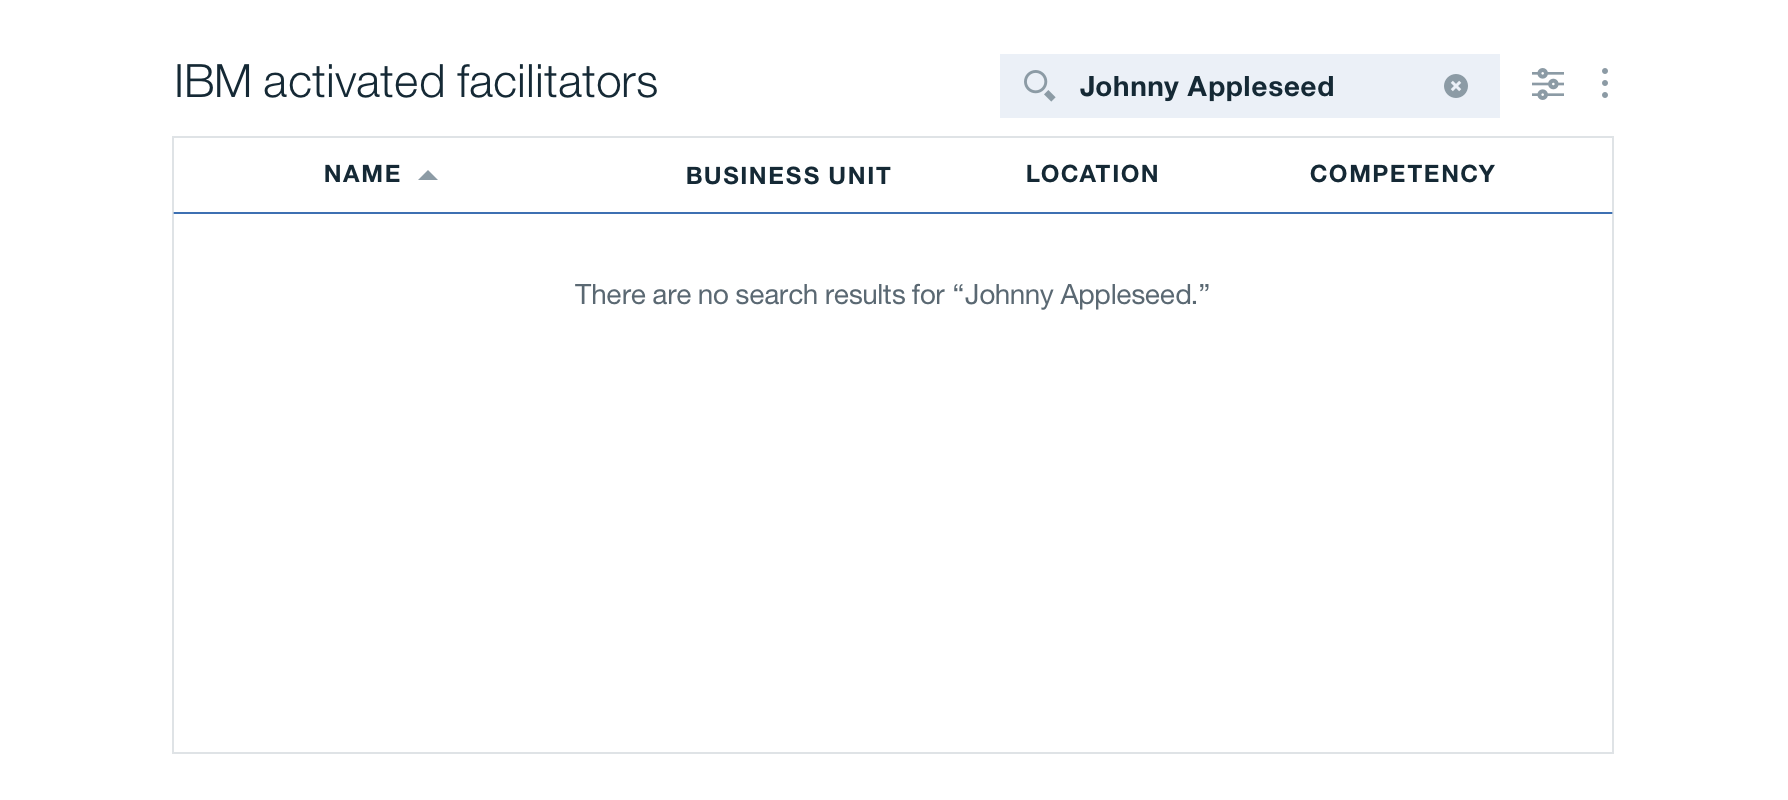 IBM activated facilitators
Johnny Appleseed
NAME BUSINESS UNIT LOCATION COMPETENCY
There are no search results for “Johnny Appleseed.”